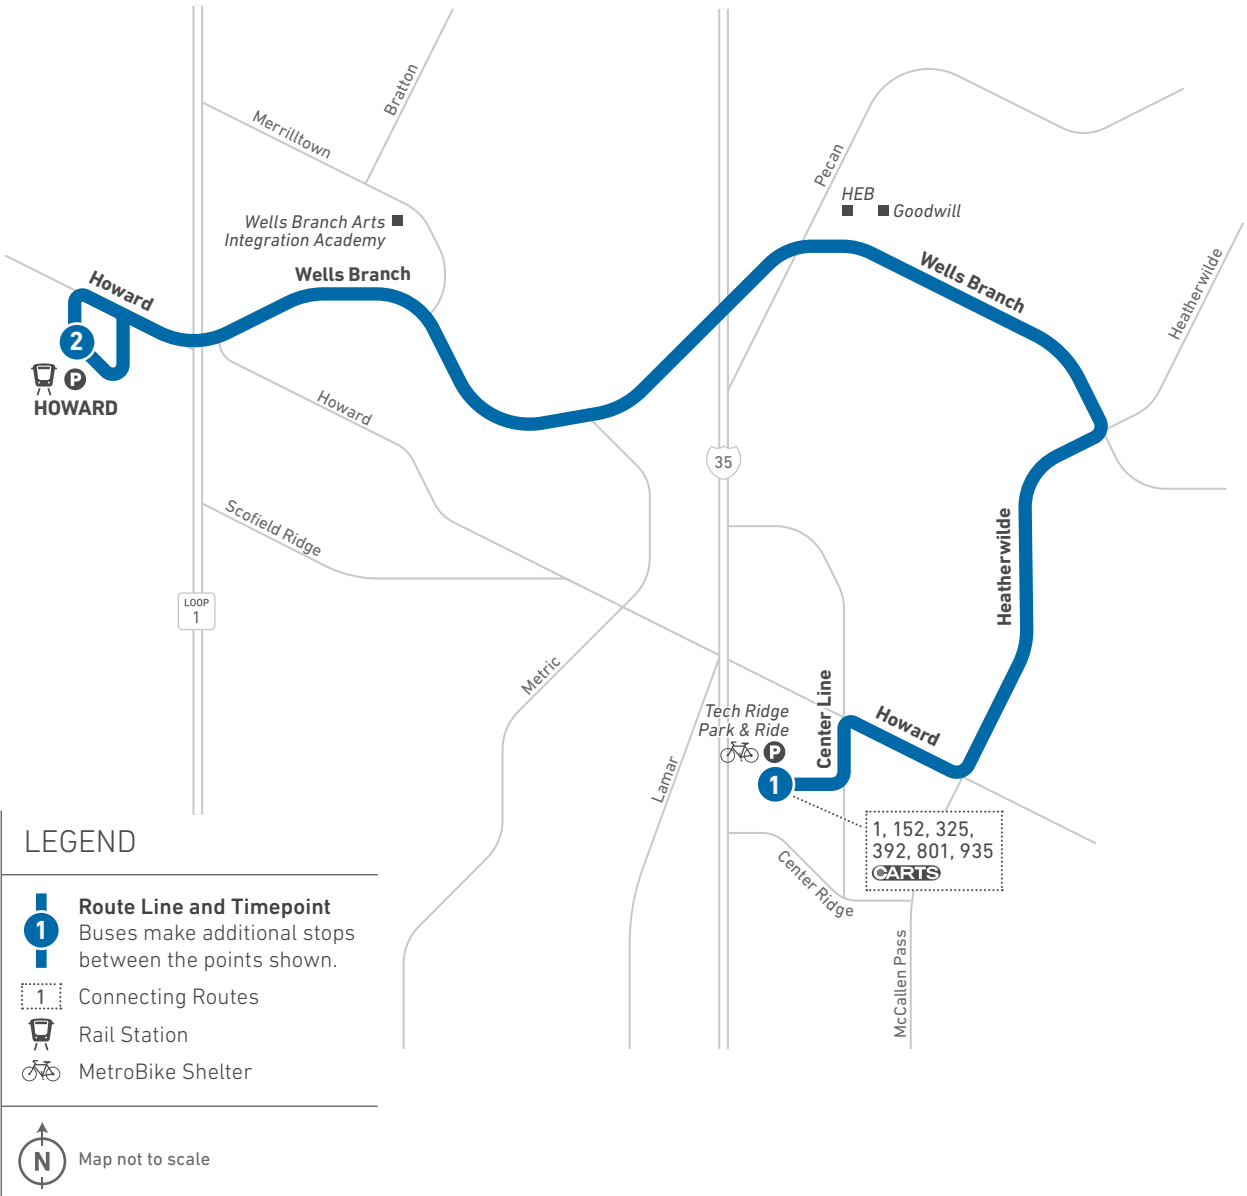 Bratton
Merrilltown
Pecan
HEB
Goodwill
Wells Branch Arts
Integration Academy
Wells Branch
Howard
Wells Branch
Heatherwilde
2
P
HOWARD
Howard
35
Scofield Ridge
Heatherwilde
LOOP
1
Metric
Center Line
Tech Ridge
Park & Ride
P
Howard
Lamar
1
1, 152, 325,
392, 801, 935
CARTS
Center Ridge
McCallen Pass
LEGEND
Route Line and Timepoint
1
Buses make additional stops
between the points shown.
1
Connecting Routes
Rail Station
MetroBike Shelter
N
Map not to scale